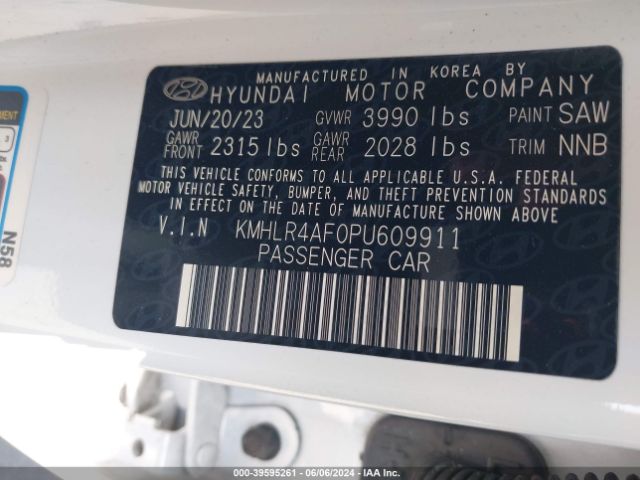 MANUFACTURED IN KOREA BY
HYUNDAI MOTOR COMPANY
JUN/20/23 GVWR 3990 lbs PAINT SAW
GAWR FRONT 2315 lbs GAWR REAR 2028 lbs TRIM NNB
THIS VEHICLE CONFORMS TO ALL APPLICABLE U.S.A. FEDERAL
MOTOR VEHICLE SAFETY, BUMPER, AND THEFT PREVENTION STANDARDS
IN EFFECT ON THE DATE OF MANUFACTURE SHOWN ABOVE
V.I.N KMHLR4AF0PU609911
PASSENGER CAR
N58
000-39595261 - 06/06/2024 - IAA Inc.